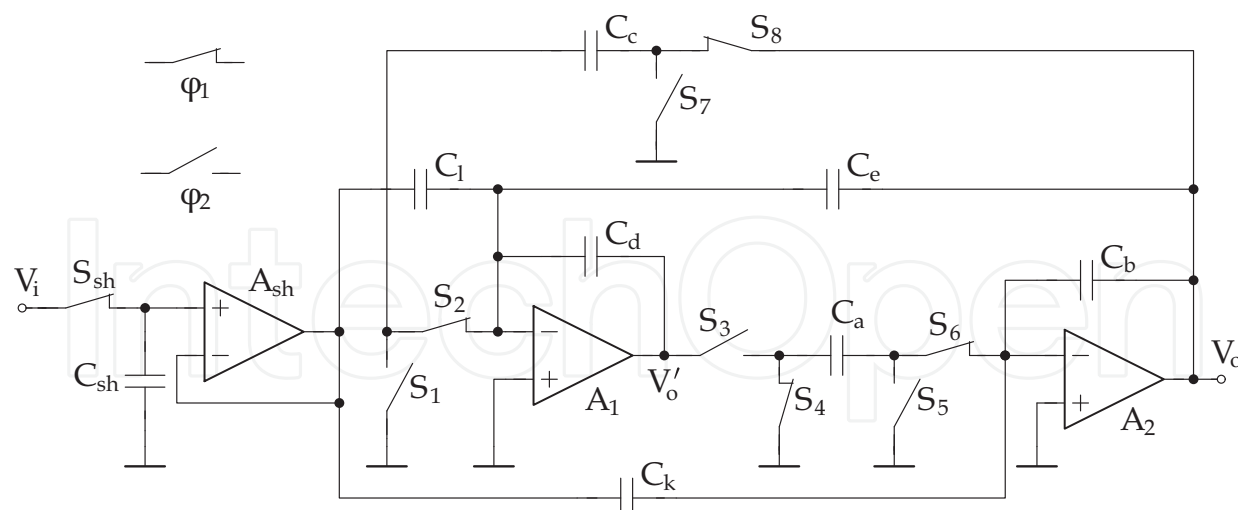 C_c
S_8
φ_1
S_7
C_l
C_e
φ_2
C_d
C_b
V_i
S_sh
A_sh
+
−
S_2
S_3
C_a
S_6
C_sh
S_1
−
+
A_1
V_o'
S_4
S_5
−
+
A_2
V_o
C_k
IntechOpen